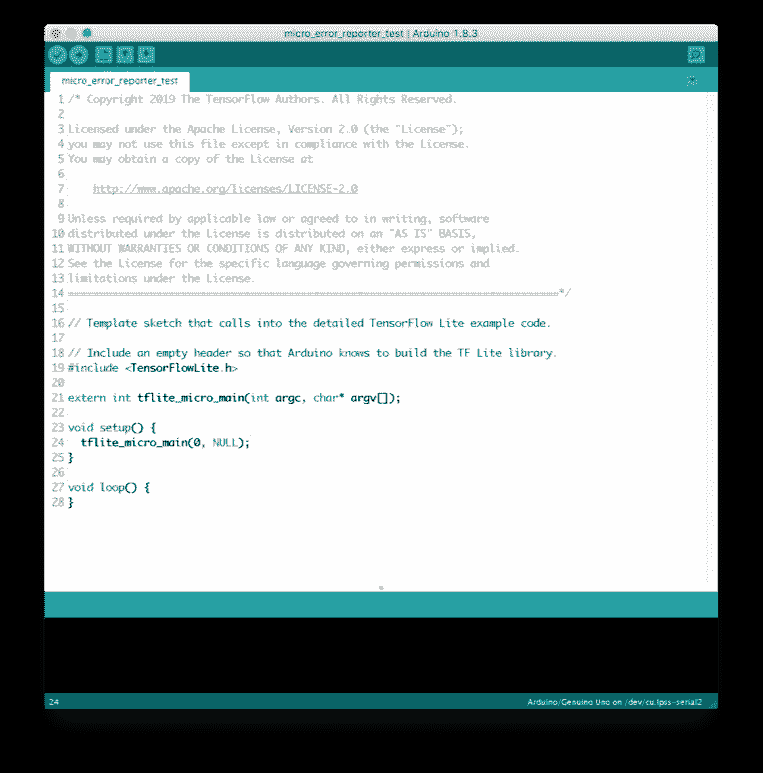 micro_error_reporter_test | Arduino 1.8.3
micro_error_reporter_test
1 /* Copyright 2019 The TensorFlow Authors. All Rights Reserved.
2
3 Licensed under the Apache License, Version 2.0 (the "License");
4 you may not use this file except in compliance with the License.
5 You may obtain a copy of the License at
6
7 http://www.apache.org/licenses/LICENSE-2.0
8
9 Unless required by applicable law or agreed to in writing, software
10 distributed under the License is distributed on an "AS IS" BASIS,
11 WITHOUT WARRANTIES OR CONDITIONS OF ANY KIND, either express or implied.
12 See the License for the specific language governing permissions and
13 limitations under the License.
14 ==============================================================================*/
15
16 // Template sketch that calls into the detailed TensorFlow Lite example code.
17
18 // Include an empty header so that Arduino knows to build the TF Lite library.
19 #include <TensorFlowLite.h>
20
21 extern int tflite_micro_main(int argc, char* argv[]);
22
23 void setup() {
24   tflite_micro_main(0, NULL);
25 }
26
27 void loop() {
28 }
24 Arduino/Genuino Uno on /dev/cu.lpss-serial2